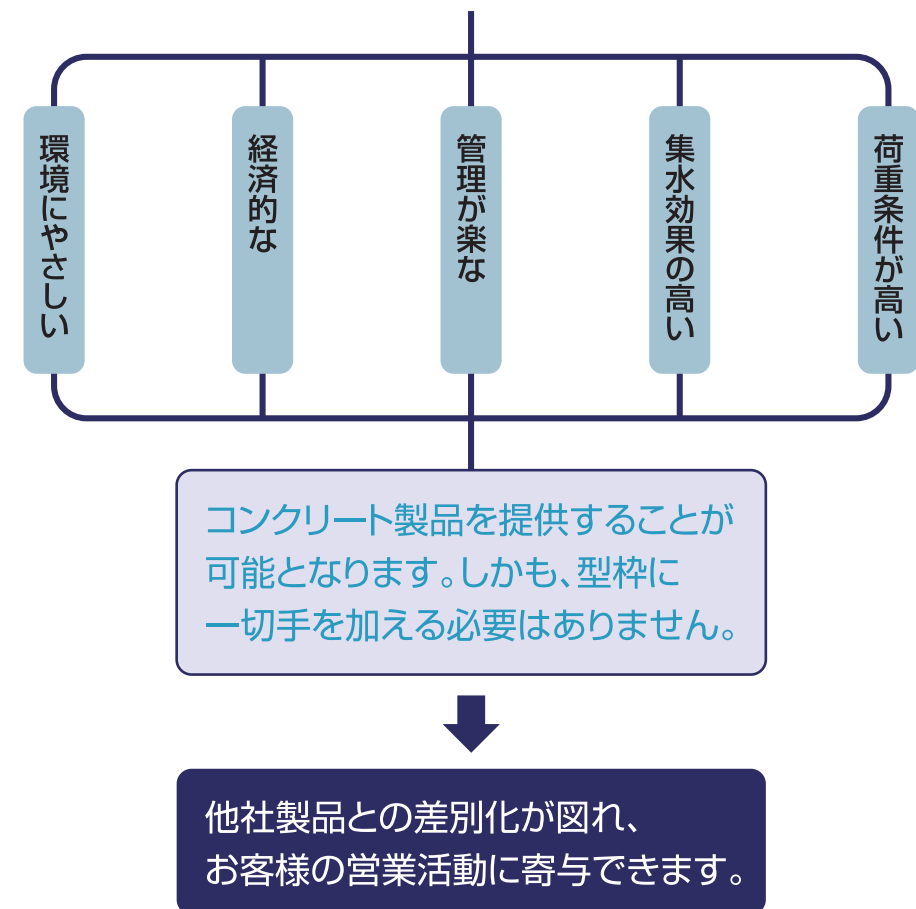 環境にやさしい
経済的な
管理が楽な
集水効果の高い
荷重条件が高い
コンクリート製品を提供することが
可能となります。しかも、型枠に
一切手を加える必要はありません。
他社製品との差別化が図れ、
お客様の営業活動に寄与できます。